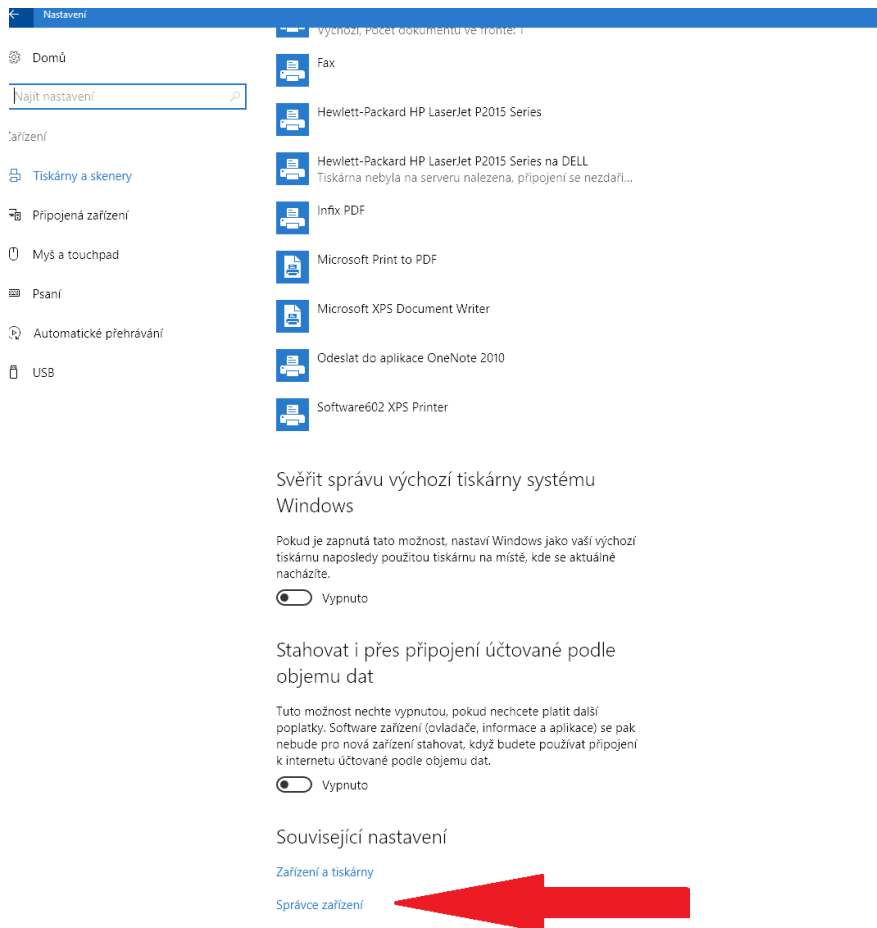 Nastavení
Výchozí, Počet dokumentů ve frontě: 1
Domů
Fax
Najít nastavení
Hewlett-Packard HP LaserJet P2015 Series
Zařízení
Hewlett-Packard HP LaserJet P2015 Series na DELL
Tiskárna nebyla na serveru nalezena, připojení se nezdaři...
Tiskárny a skenery
Infix PDF
Připojená zařízení
Myš a touchpad
Microsoft Print to PDF
Psaní
Microsoft XPS Document Writer
Automatické přehrávání
Odeslat do aplikace OneNote 2010
USB
Software602 XPS Printer
Svěřit správu výchozí tiskárny systému
Windows
Pokud je zapnutá tato možnost, nastaví Windows jako vaší výchozí
tiskárnu naposledy použitou tiskárnu na místě, kde se aktuálně
nacházíte.
Vypnuto
Stahovat i přes připojení účtované podle
objemu dat
Tuto možnost nechte vypnutou, pokud nechcete platit další
poplatky. Software zařízení (ovladače, informace a aplikace) se pak
nebude pro nová zařízení stahovat, když budete používat připojení
k internetu účtované podle objemu dat.
Vypnuto
Související nastavení
Zařízení a tiskárny
Správce zařízení